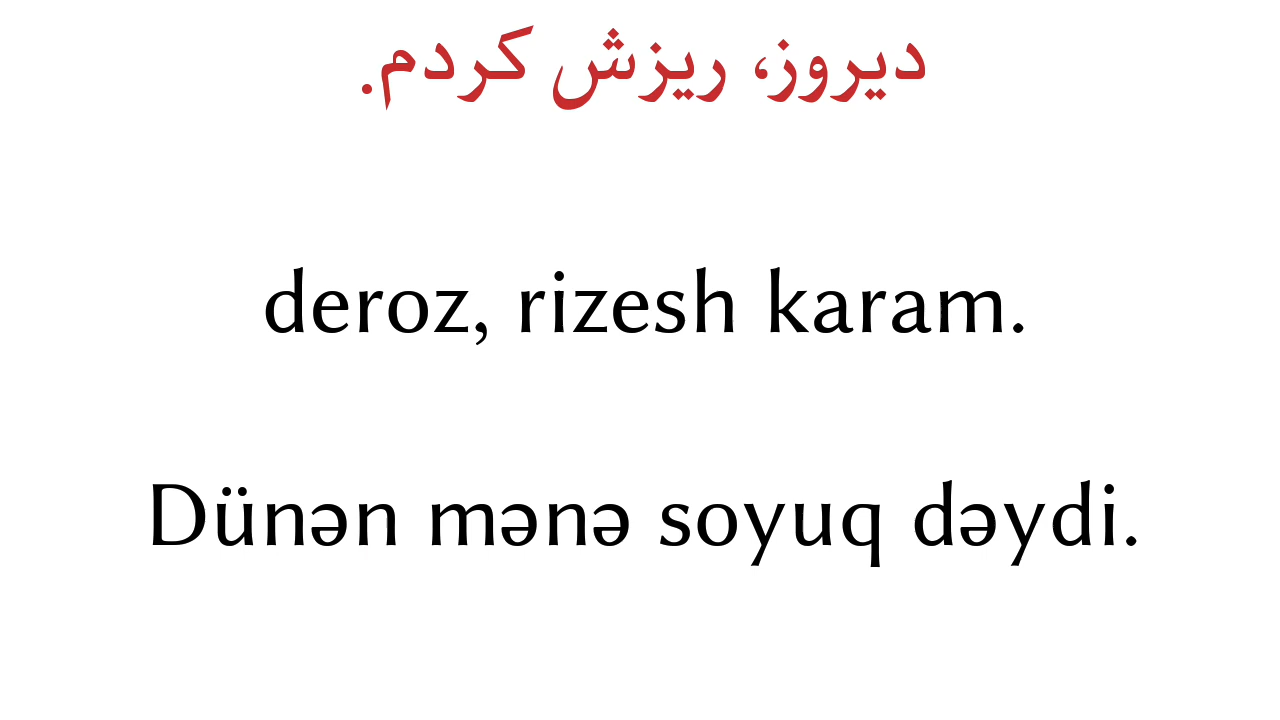 دیروز، ریزش کردم.
deroz, rizesh karam.
Dünən mənə soyuq dəydi.